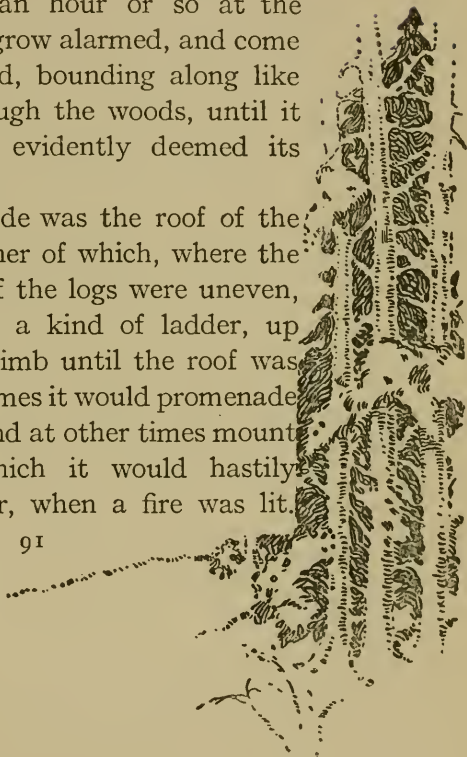 an hour or so at the
grow alarmed, and come
d, bounding along like
ugh the woods, until it
evidently deemed its
de was the roof of the
ner of which, where the
f the logs were uneven,
a kind of ladder, up
imb until the roof was
mes it would promenade
nd at other times mount
hich it would hastily
r, when a fire was lit.
91